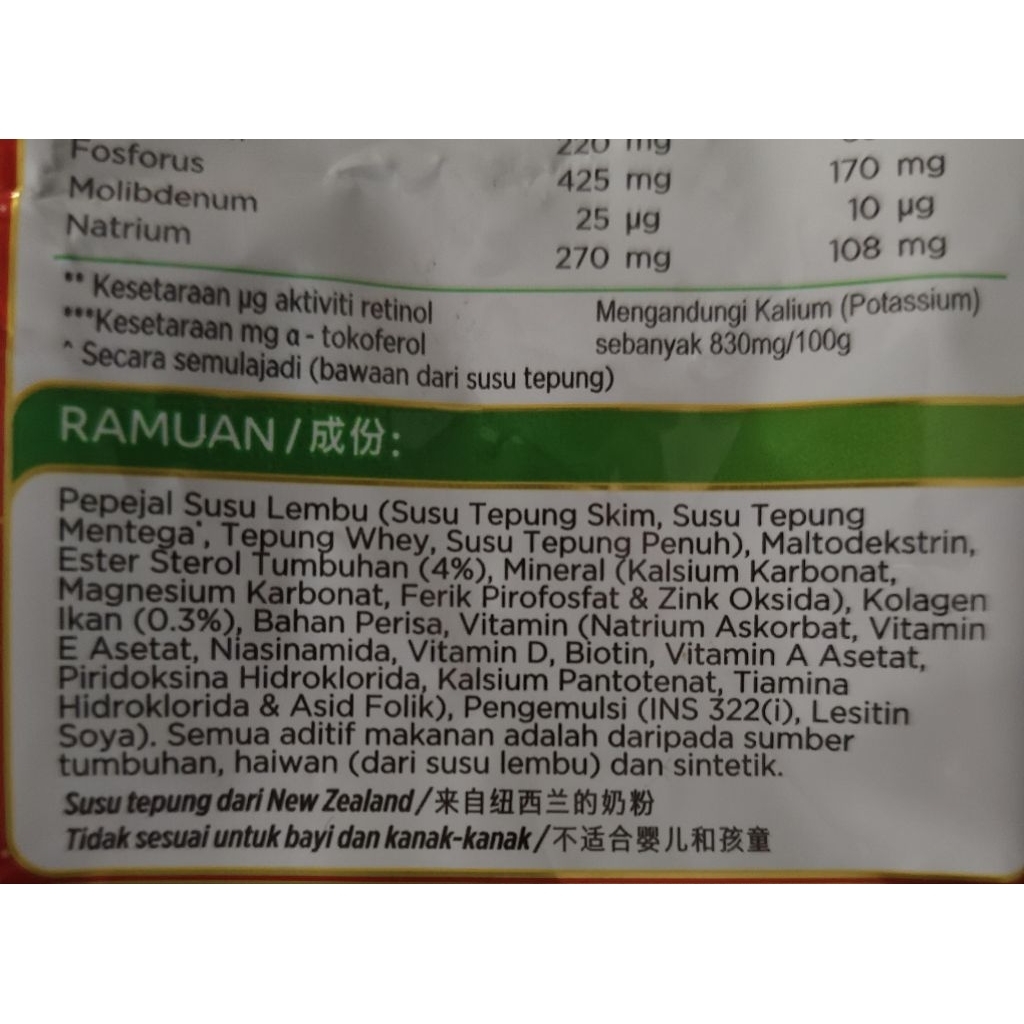 Fosforus 425 mg 170 mg
Molibdenum 25 µg 10 µg
Natrium 270 mg 108 mg
** Kesetaraan µg aktiviti retinol
***Kesetaraan mg α - tokoferol
^ Secara semulajadi (bawaan dari susu tepung)
Mengandungi Kalium (Potassium)
sebanyak 830mg/100g
RAMUAN / 成份:
Pepejal Susu Lembu (Susu Tepung Skim, Susu Tepung
Mentega*, Tepung Whey, Susu Tepung Penuh), Maltodekstrin,
Ester Sterol Tumbuhan (4%), Mineral (Kalsium Karbonat,
Magnesium Karbonat, Ferik Pirofosfat & Zink Oksida), Kolagen
Ikan (0.3%), Bahan Perisa, Vitamin (Natrium Askorbat, Vitamin
E Asetat, Niasinamida, Vitamin D, Biotin, Vitamin A Asetat,
Piridoksina Hidroklorida, Kalsium Pantotenat, Tiamina
Hidroklorida & Asid Folik), Pengemulsi (INS 322(i), Lesitin
Soya). Semua aditif makanan adalah daripada sumber
tumbuhan, haiwan (dari susu lembu) dan sintetik.
Susu tepung dari New Zealand / 来自纽西兰的奶粉
Tidak sesuai untuk bayi dan kanak-kanak / 不适合婴儿和孩童